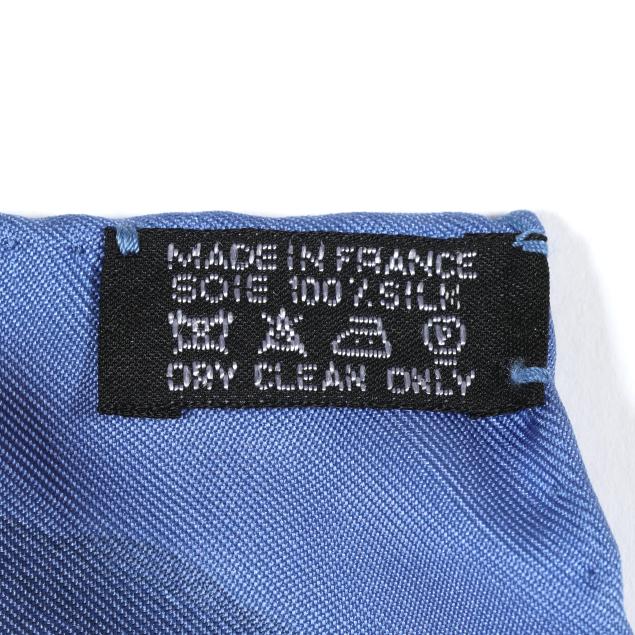 MADE IN FRANCE
SOIE 100% SILK
DRY CLEAN ONLY